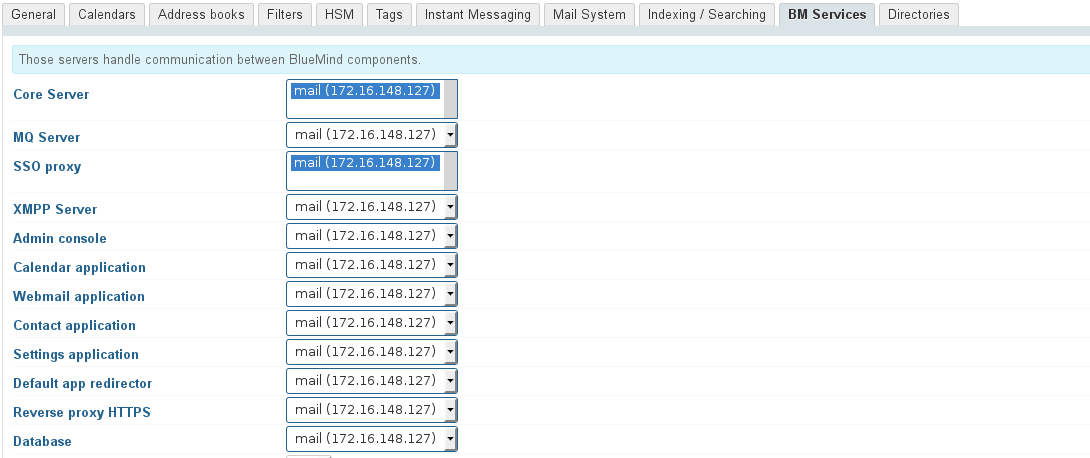 General Calendars Address books Filters HSM Tags Instant Messaging Mail System Indexing / Searching BM Services Directories
Those servers handle communication between BlueMind components.
Core Server mail (172.16.148.127)
MQ Server mail (172.16.148.127)
SSO proxy mail (172.16.148.127)
XMPP Server mail (172.16.148.127)
Admin console mail (172.16.148.127)
Calendar application mail (172.16.148.127)
Webmail application mail (172.16.148.127)
Contact application mail (172.16.148.127)
Settings application mail (172.16.148.127)
Default app redirector mail (172.16.148.127)
Reverse proxy HTTPS mail (172.16.148.127)
Database mail (172.16.148.127)